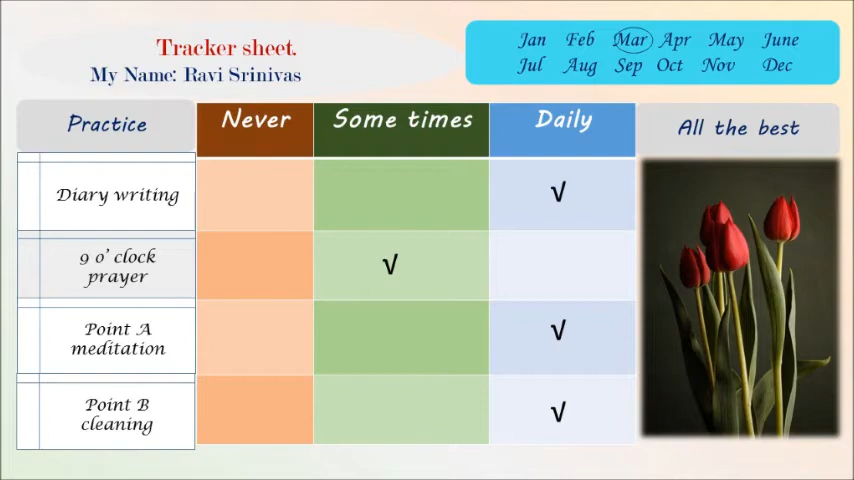 Tracker sheet.
My Name: Ravi Srinivas
Jan Feb Mar Apr May June
Jul Aug Sep Oct Nov Dec
Practice Never Some times Daily All the best
Diary writing √
9 o' clock
prayer √
Point A
meditation √
Point B
cleaning √